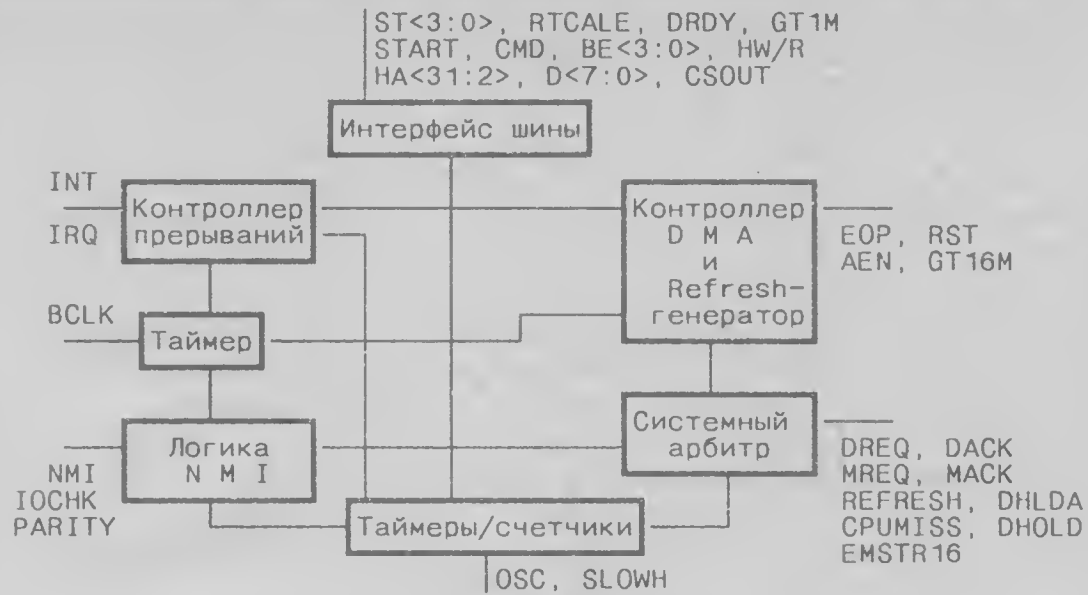 ST<3:0>, RTCALE, DRDY, GT1M
START, CMD, BE<3:0>, HW/R
HA<31:2>, D<7:0>, CSOUT
Интерфейс шины
INT
IRQ
Контроллер
прерываний
Контроллер
D M A
и
Refresh-
генератор
EOP, RST
AEN, GT16M
BCLK
Таймер
Логика
N M I
NMI
IOCHK
PARITY
Системный
арбитр
DREQ, DACK
MREQ, MACK
REFRESH, DHLDA
CPUMISS, DHOLD
EMSTR16
Таймеры/счетчики
OSC, SLOWH